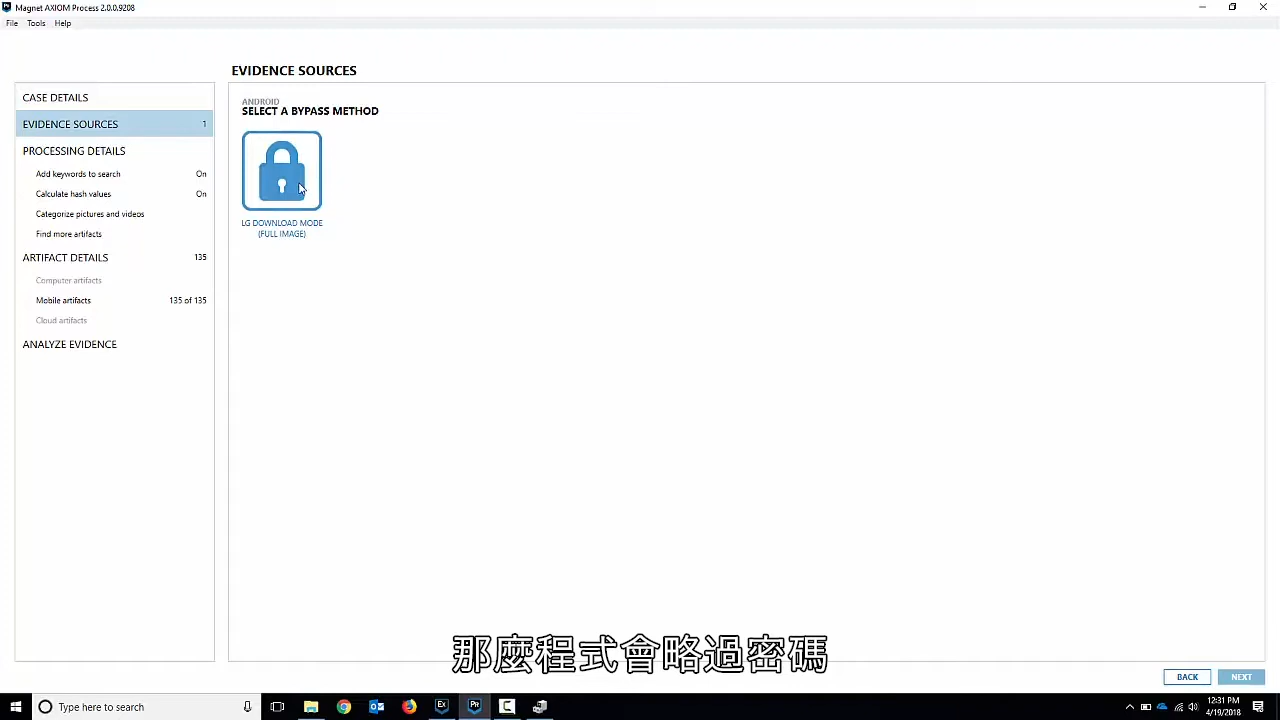 Magnet AXIOM Process 2.0.0.9208
File Tools Help
EVIDENCE SOURCES
CASE DETAILS
EVIDENCE SOURCES 1
PROCESSING DETAILS
Add keywords to search On
Calculate hash values On
Categorize pictures and videos
Find more artifacts
ARTIFACT DETAILS 135
Computer artifacts
Mobile artifacts 135 of 135
Cloud artifacts
ANALYZE EVIDENCE
ANDROID
SELECT A BYPASS METHOD
LG DOWNLOAD MODE
(FULL IMAGE)
那麼程式會略過密碼
BACK NEXT
Type here to search
EX
PR
12:31 PM
4/19/2018